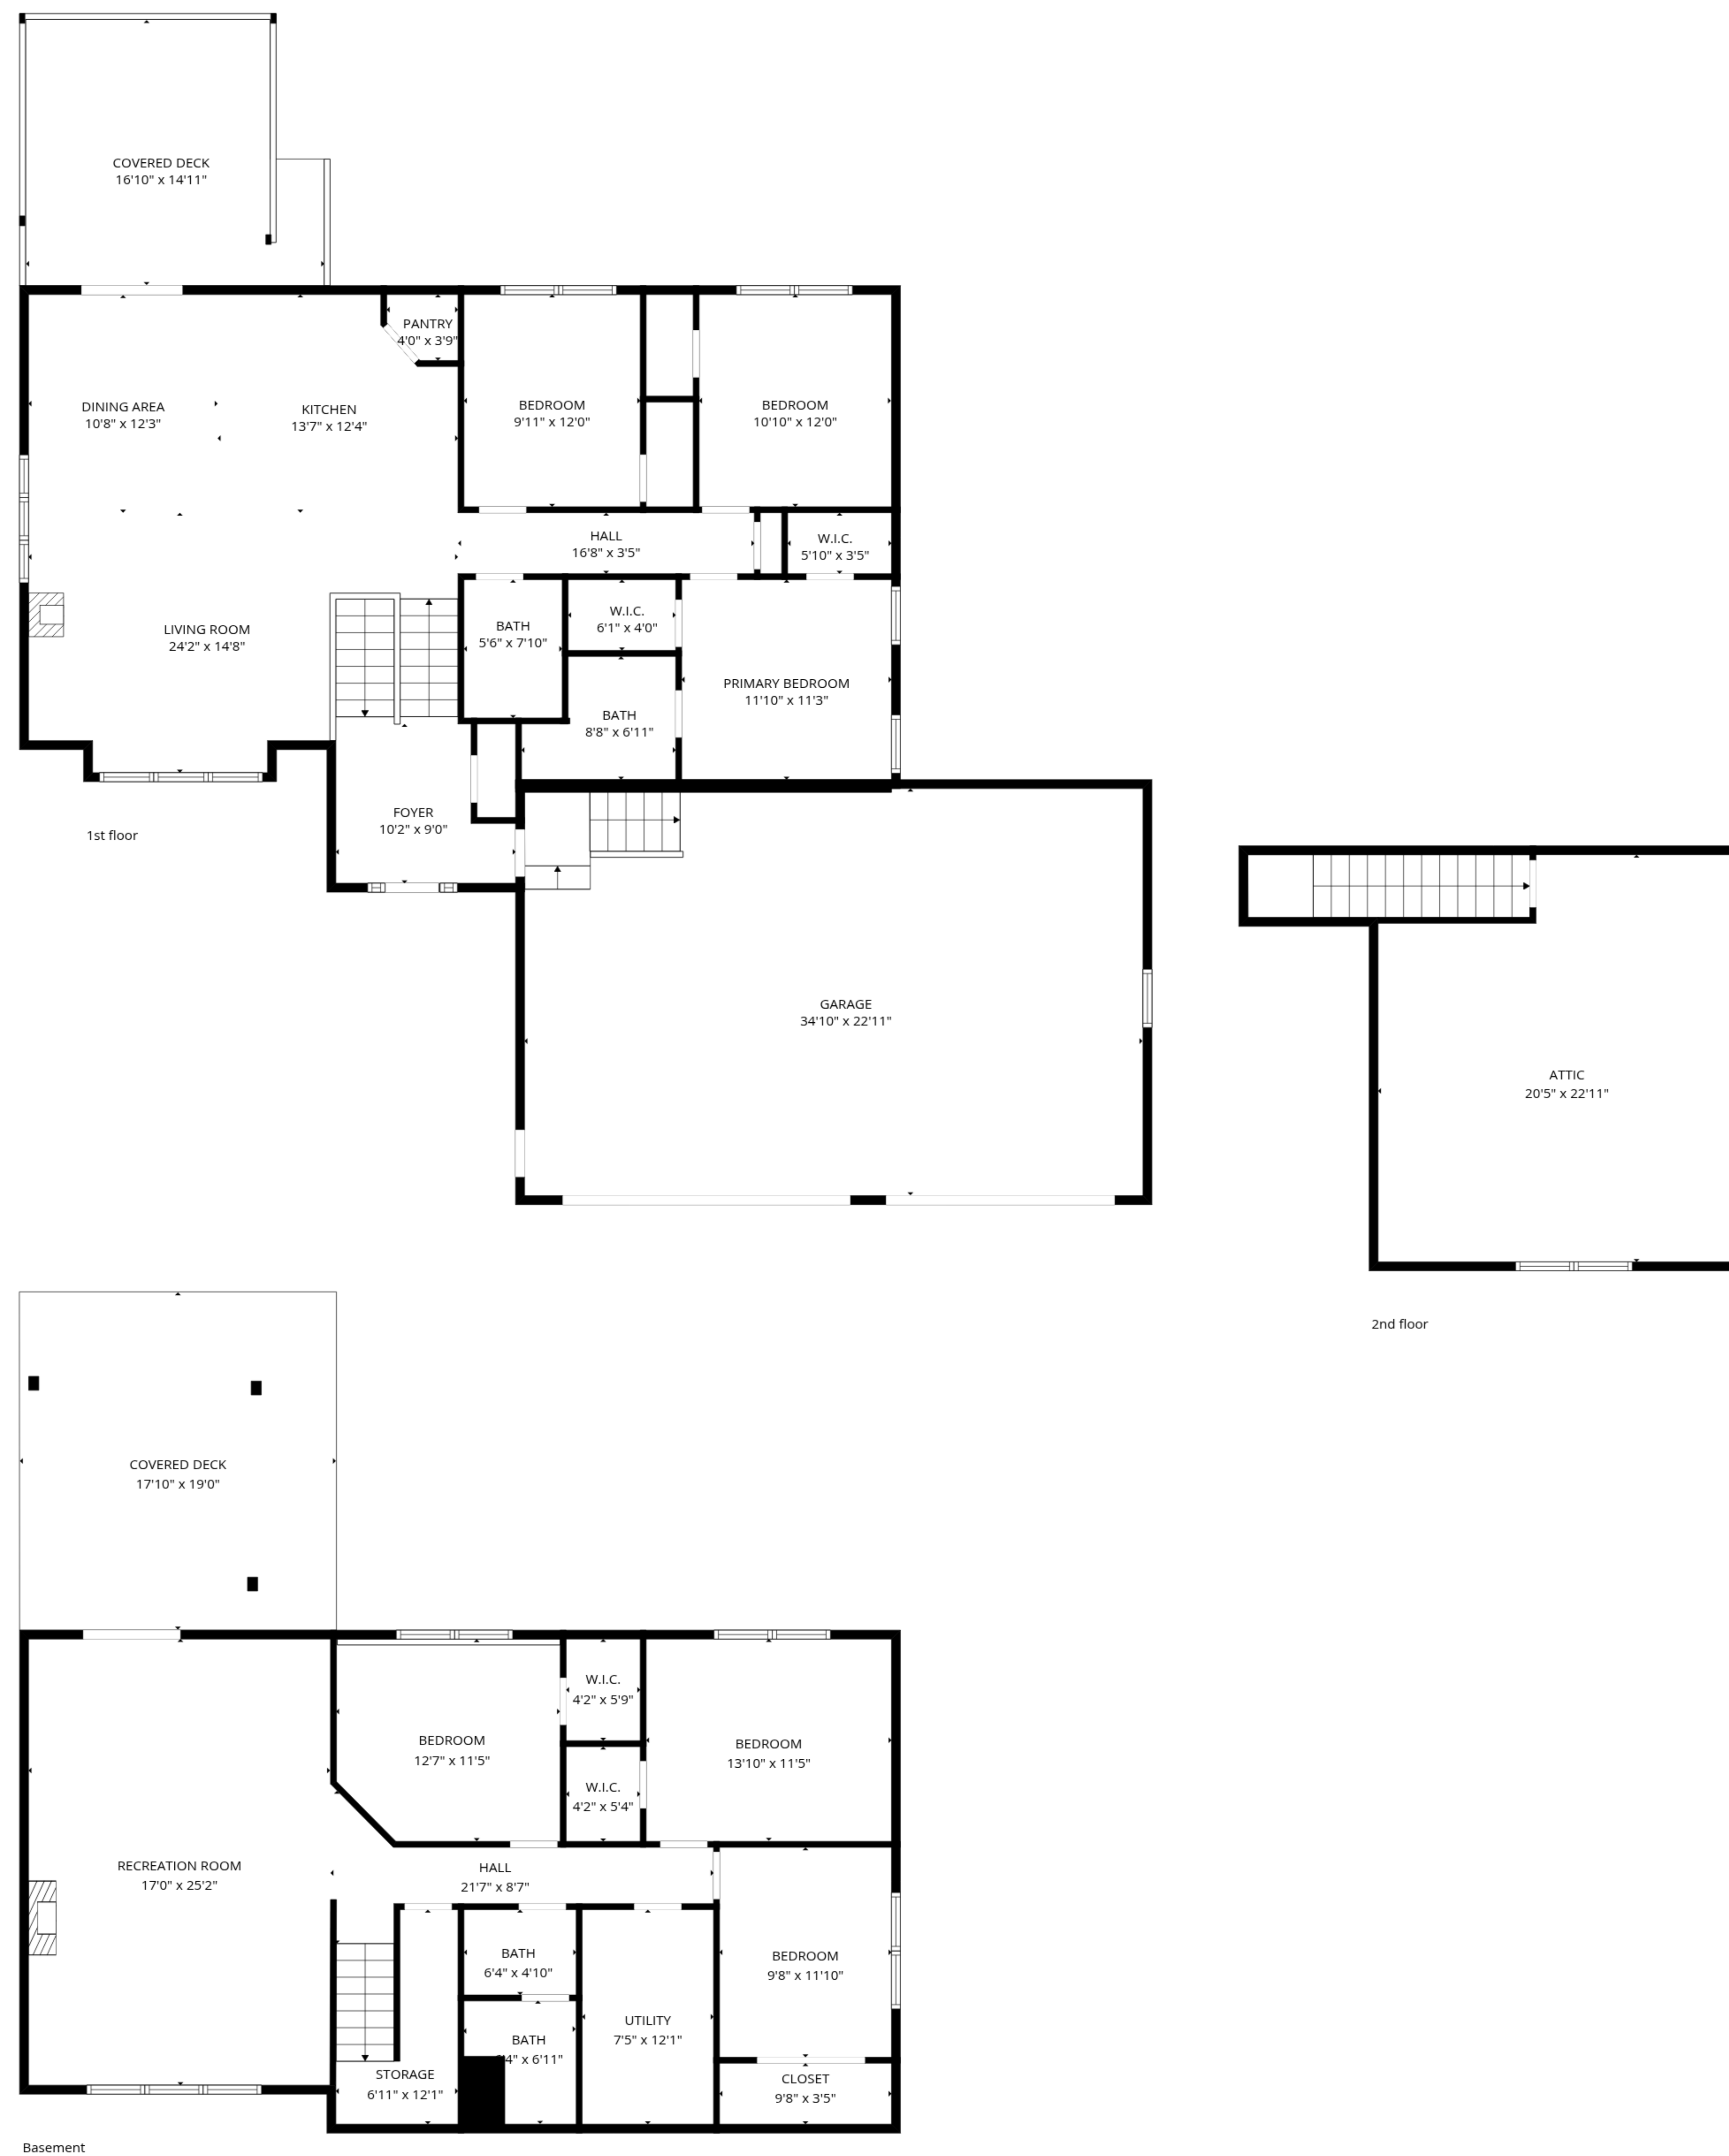 COVERED DECK
16'10" x 14'11"
PANTRY
4'0" x 3'9"
DINING AREA
10'8" x 12'3"
KITCHEN
13'7" x 12'4"
BEDROOM
9'11" x 12'0"
BEDROOM
10'10" x 12'0"
HALL
16'8" x 3'5"
W.I.C.
5'10" x 3'5"
LIVING ROOM
24'2" x 14'8"
BATH
5'6" x 7'10"
W.I.C.
6'1" x 4'0"
PRIMARY BEDROOM
11'10" x 11'3"
BATH
8'8" x 6'11"
FOYER
10'2" x 9'0"
1st floor
GARAGE
34'10" x 22'11"
ATTIC
20'5" x 22'11"
2nd floor
COVERED DECK
17'10" x 19'0"
W.I.C.
4'2" x 5'9"
BEDROOM
12'7" x 11'5"
BEDROOM
13'10" x 11'5"
W.I.C.
4'2" x 5'4"
RECREATION ROOM
17'0" x 25'2"
HALL
21'7" x 8'7"
BATH
6'4" x 4'10"
BEDROOM
9'8" x 11'10"
UTILITY
7'5" x 12'1"
BATH
x 6'11"
STORAGE
6'11" x 12'1"
CLOSET
9'8" x 3'5"
Basement